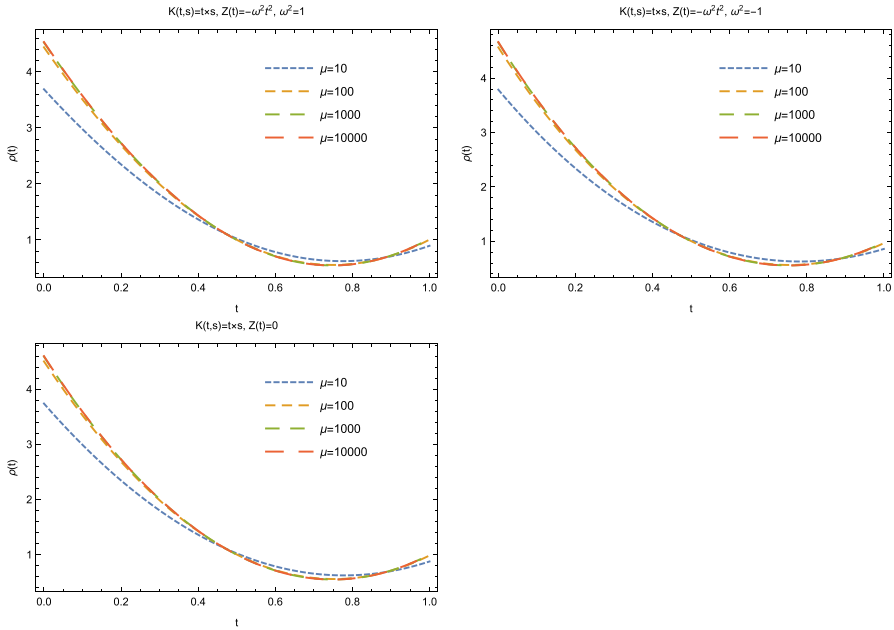 K(t,s)=t×s, Z(t)=−ω²t², ω²=1
ρ(t)
4
3
2
1
0.0 0.2 0.4 0.6 0.8 1.0
t
μ=10
μ=100
μ=1000
μ=10000
K(t,s)=t×s, Z(t)=−ω²t², ω²=−1
ρ(t)
4
3
2
1
0.0 0.2 0.4 0.6 0.8 1.0
t
μ=10
μ=100
μ=1000
μ=10000
K(t,s)=t×s, Z(t)=0
ρ(t)
4
3
2
1
0.0 0.2 0.4 0.6 0.8 1.0
t
μ=10
μ=100
μ=1000
μ=10000